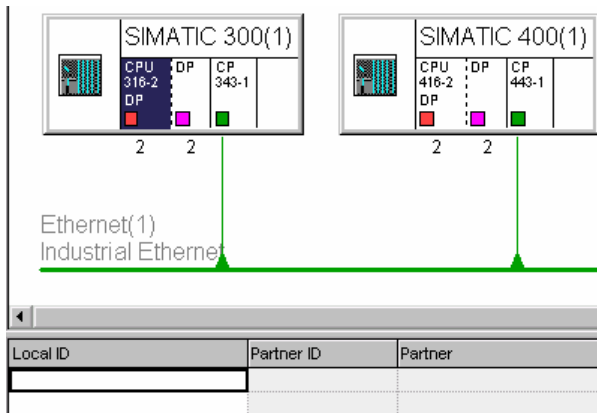 SIMATIC 300(1)
CPU
316-2
DP
DP
CP
343-1
2
2
SIMATIC 400(1)
CPU
416-2
DP
DP
CP
443-1
2
2
Ethernet(1)
Industrial Ethernet
Local ID
Partner ID
Partner